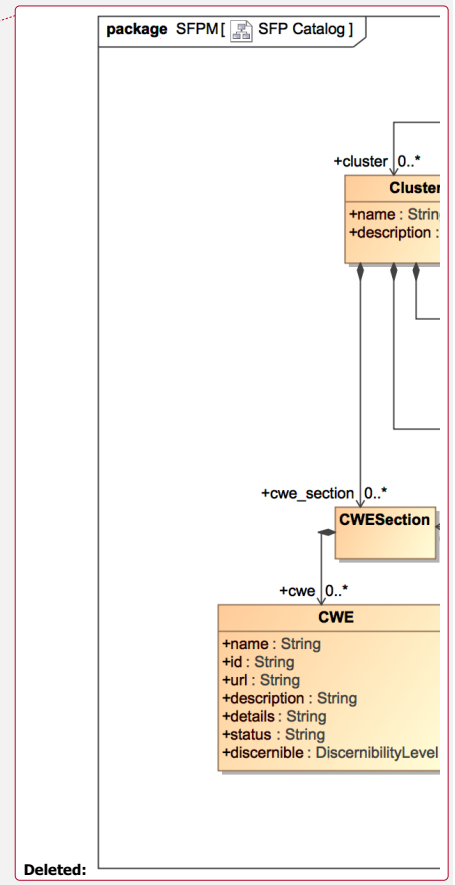 package SFPM[ SFP Catalog ]
+cluster 0..*
Cluster
+name : Strin
+description :
+cwe_section 0..*
CWESection
+cwe 0..*
CWE
+name : String
+id : String
+url : String
+description : String
+details : String
+status : String
+discernible : DiscernibilityLevel
Deleted: